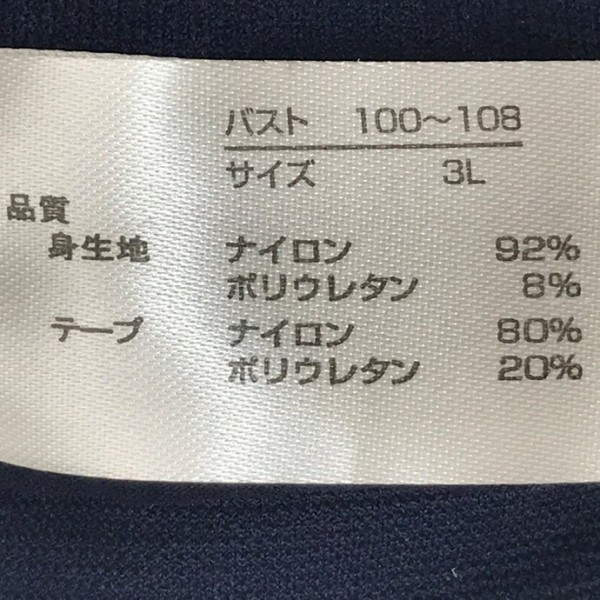 バスト 100～108
サイズ 3L
品質
身生地 ナイロン 92%
ポリウレタン 8%
テープ ナイロン 80%
ポリウレタン 20%